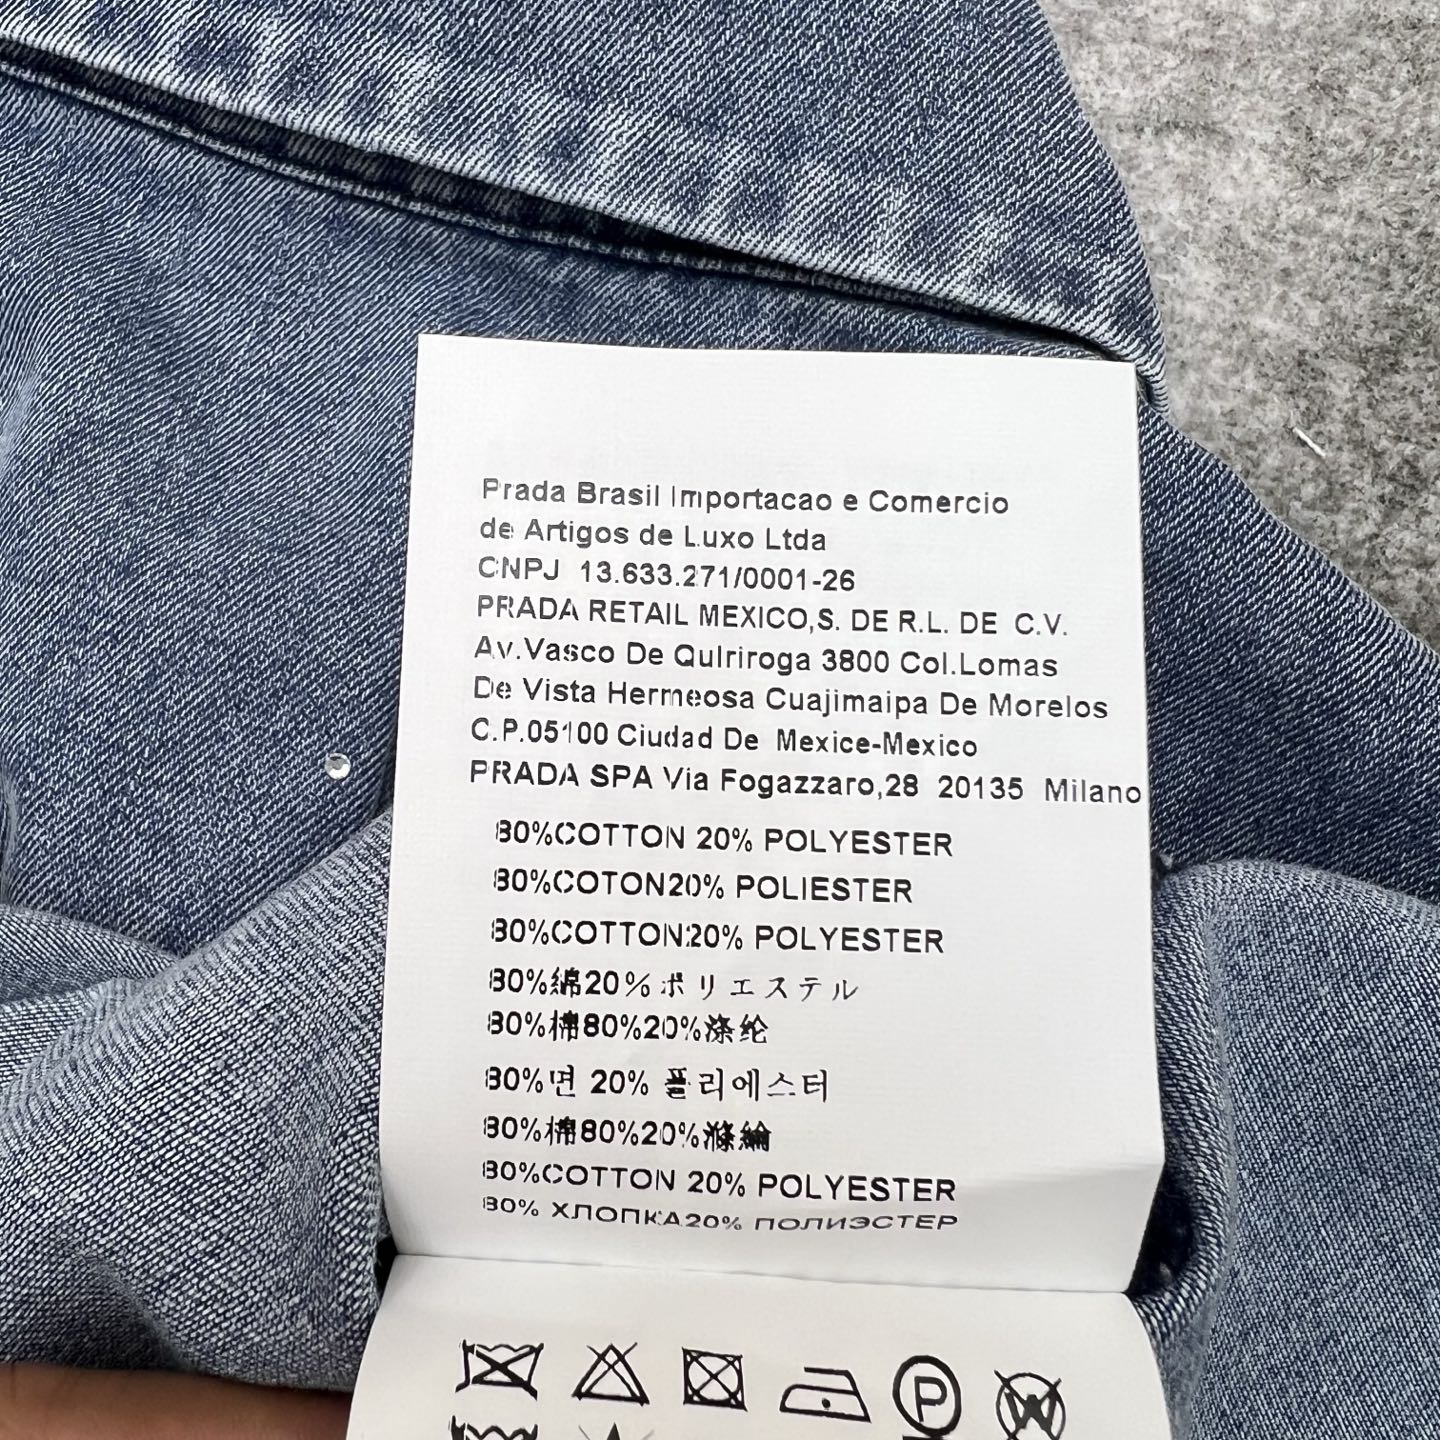 Prada Brasil Importacao e Comercio
de Artigos de Luxo Ltda
CNPJ 13.633.271/0001-26
PRADA RETAIL MEXICO,S. DE R.L. DE C.V.
Av.Vasco De Qulriroga 3800 Col.Lomas
De Vista Hermeosa Cuajimaipa De Morelos
C.P.05100 Ciudad De Mexice-Mexico
PRADA SPA Via Fogazzaro,28 20135 Milano
80%COTTON 20% POLYESTER
80%COTON20% POLIESTER
80%COTTON20% POLYESTER
80%綿20%ポリエステル
80%棉80%20%涤纶
80%면 20% 폴리에스터
80%棉80%20%滌綸
80%COTTON 20% POLYESTER
80% ХЛОПКА20% ПОЛИЭСТЕР
P W